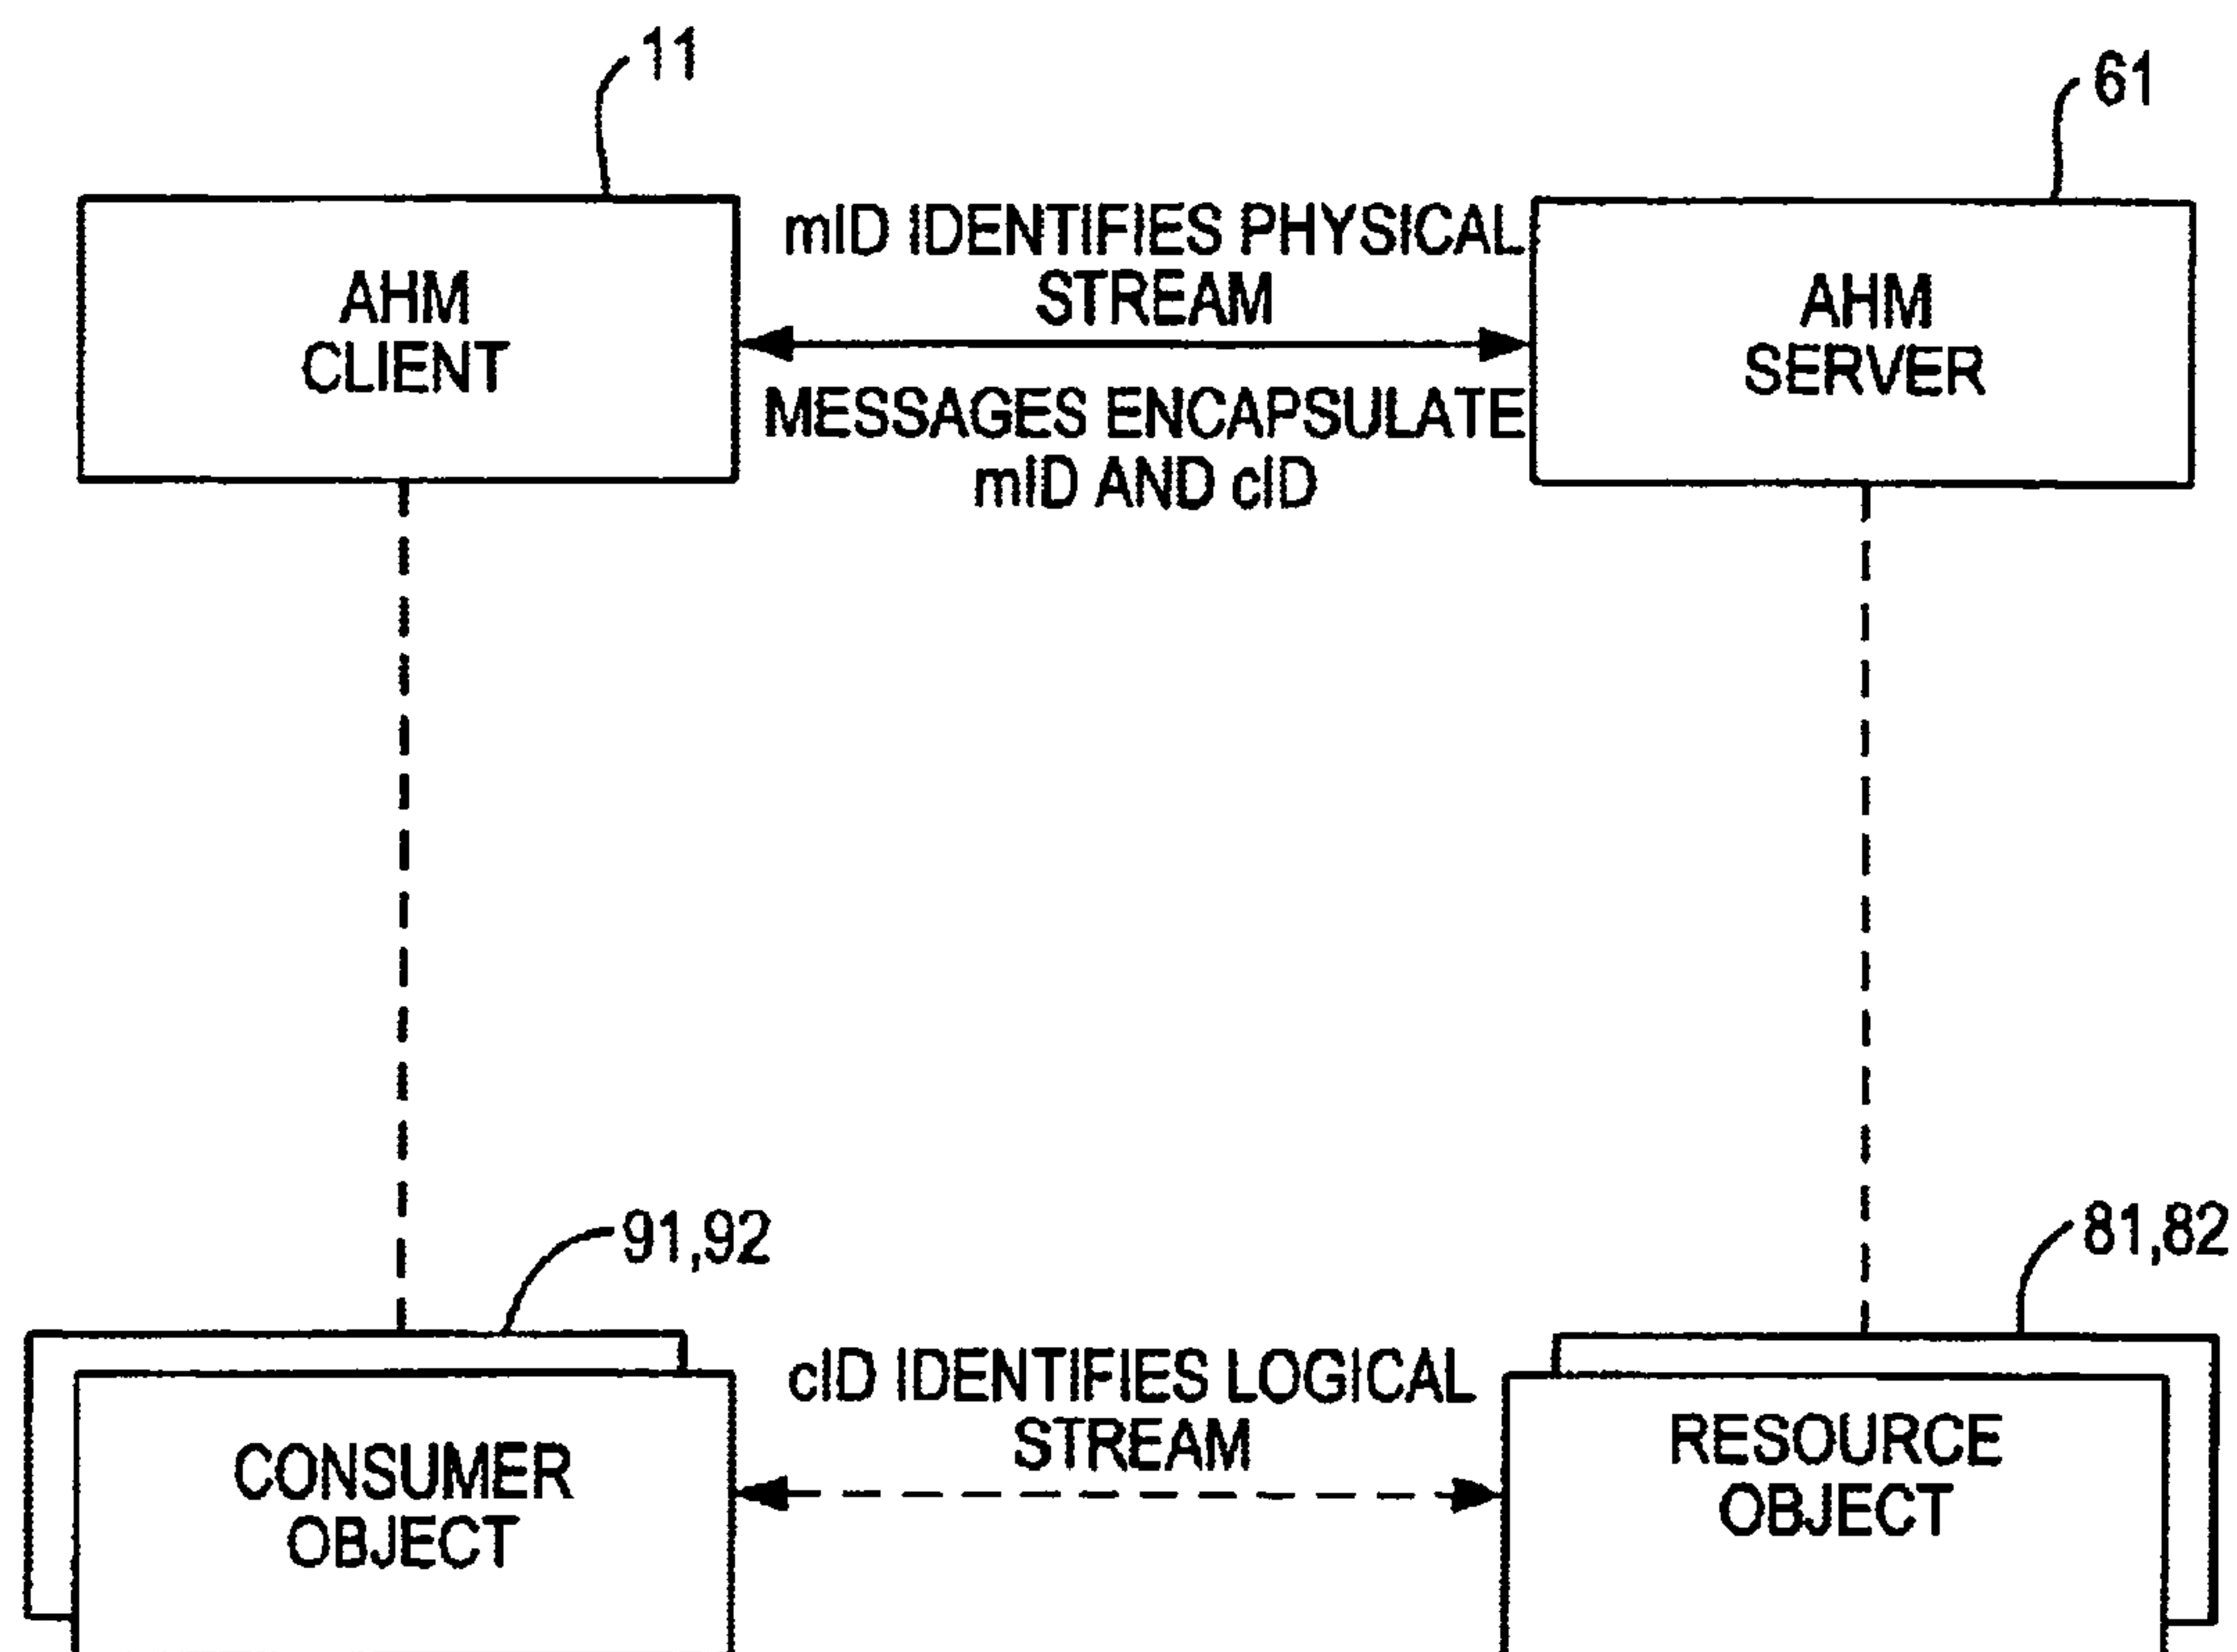 11
61
AHM
CLIENT
mID IDENTIFIES PHYSICAL
STREAM
MESSAGES ENCAPSULATE
mID AND cID
AHM
SERVER
91,92
81,82
CONSUMER
OBJECT
cID IDENTIFIES LOGICAL
STREAM
RESOURCE
OBJECT